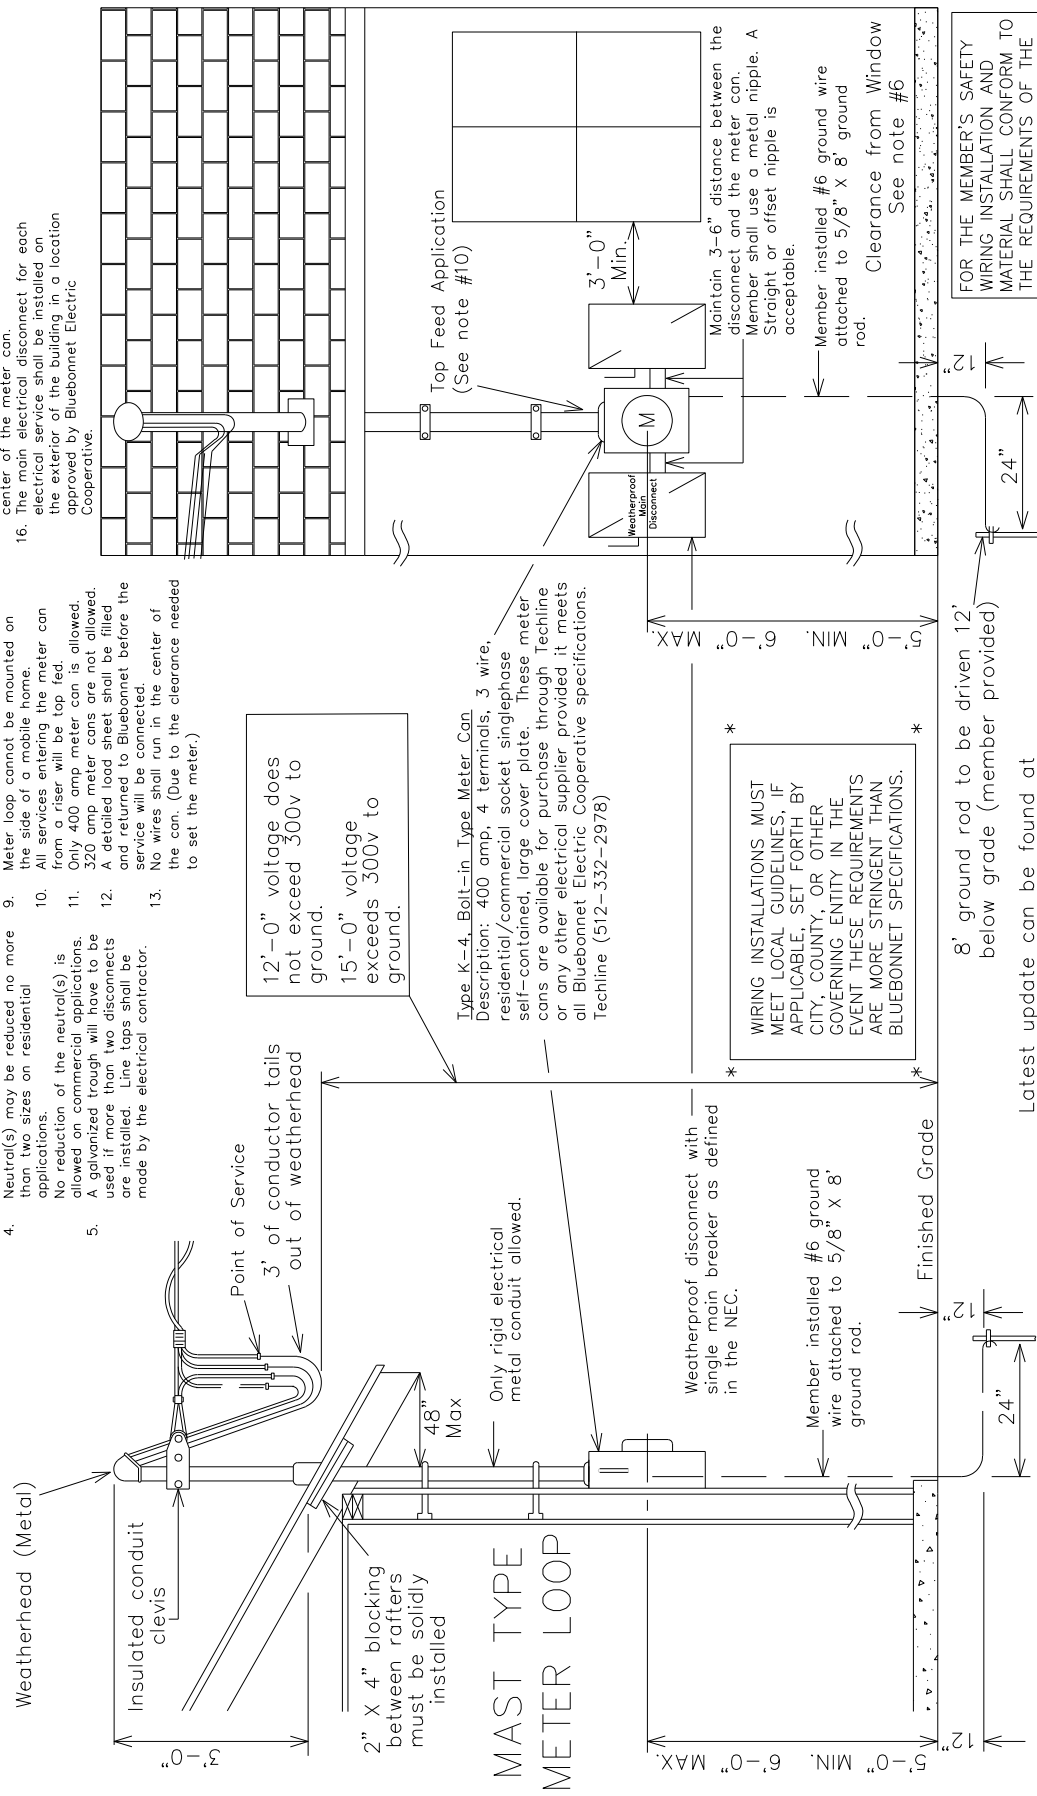 4. Neutral(s) may be reduced no more
than two sizes on residential
applications.
No reduction of the neutral(s) is
allowed on commercial applications.
5. A galvanized trough will have to be
used if more than two disconnects
are installed. Line taps shall be
made by the electrical contractor.
9. Meter loop cannot be mounted on
the side of a mobile home.
10. All services entering the meter can
from a riser will be top fed.
11. Only 400 amp meter can is allowed.
320 amp meter cans are not allowed.
12. A detailed load sheet shall be filled
and returned to Bluebonnet before the
service will be connected.
13. No wires shall run in the center of
the can. (Due to the clearance needed
to set the meter.)
center of the meter can.
16. The main electrical disconnect for each
electrical service shall be installed on
the exterior of the building in a location
approved by Bluebonnet Electric
Cooperative.
Weatherhead (Metal)
Insulated conduit
clevis
3'-0"
2" X 4" blocking
between rafters
must be solidly
installed
MAST TYPE
METER LOOP
5'-0" MIN. 6'-0" MAX.
12"
Point of Service
3' of conductor tails
out of weatherhead
48"
Max
Only rigid electrical
metal conduit allowed.
Weatherproof disconnect with
single main breaker as defined
in the NEC.
Member installed #6 ground
wire attached to 5/8" X 8'
ground rod.
Finished Grade
12"
24"
12'-0" voltage does
not exceed 300v to
ground.
15'-0" voltage
exceeds 300v to
ground.
Type K-4, Bolt-in Type Meter Can
Description: 400 amp, 4 terminals, 3 wire,
residential/commercial socket singlephase
self-contained, large cover plate. These meter
cans are available for purchase through Techline
or any other electrical supplier provided it meets
all Bluebonnet Electric Cooperative specifications.
Techline (512-332-2978)
* *
WIRING INSTALLATIONS MUST
MEET LOCAL GUIDELINES, IF
APPLICABLE, SET FORTH BY
CITY, COUNTY, OR OTHER
GOVERNING ENTITY IN THE
EVENT THESE REQUIREMENTS
ARE MORE STRINGENT THAN
BLUEBONNET SPECIFICATIONS.
* *
5'-0" MIN. 6'-0" MAX.
8' ground rod to be driven 12'
below grade (member provided)
Latest update can be found at
Top Feed Application
(See note #10)
Weatherproof
Main
Disconnect
M
3'-0"
Min.
Maintain 3-6" distance between the
disconnect and the meter can.
Member shall use a metal nipple. A
Straight or offset nipple is
acceptable.
Member installed #6 ground wire
attached to 5/8" X 8' ground
rod.
Clearance from Window
See note #6
12"
24"
FOR THE MEMBER'S SAFETY
WIRING INSTALLATION AND
MATERIAL SHALL CONFORM TO
THE REQUIREMENTS OF THE